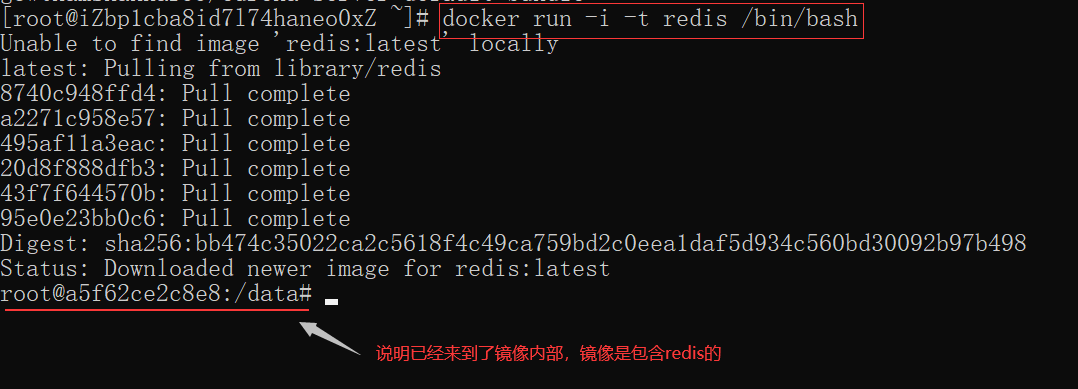 [root@iZbp1cba8id7l74haneo0xZ ~]# docker run -i -t redis /bin/bash
Unable to find image 'redis:latest' locally
latest: Pulling from library/redis
8740c948ffd4: Pull complete
a2271c958e57: Pull complete
495af11a3eac: Pull complete
20d8f888dfb3: Pull complete
43f7f644570b: Pull complete
95e0e23bb0c6: Pull complete
Digest: sha256:bb474c35022ca2c5618f4c49ca759bd2c0eea1daf5d934c560bd30092b97b498
Status: Downloaded newer image for redis:latest
root@a5f62ce2c8e8:/data#
说明已经来到了镜像内部，镜像是包含redis的